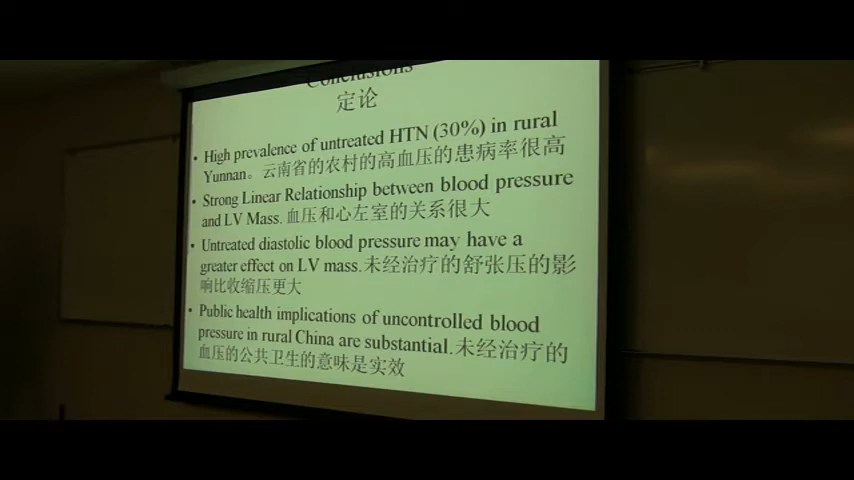 Conclusions
定论
• High prevalence of untreated HTN (30%) in rural
Yunnan。云南省的农村的高血压的患病率很高
• Strong Linear Relationship between blood pressure
and LV Mass. 血压和心左室的关系很大
• Untreated diastolic blood pressure may have a
greater effect on LV mass.未经治疗的舒张压的影
响比收缩压更大
• Public health implications of uncontrolled blood
pressure in rural China are substantial.未经治疗的
血压的公共卫生的意味是实效